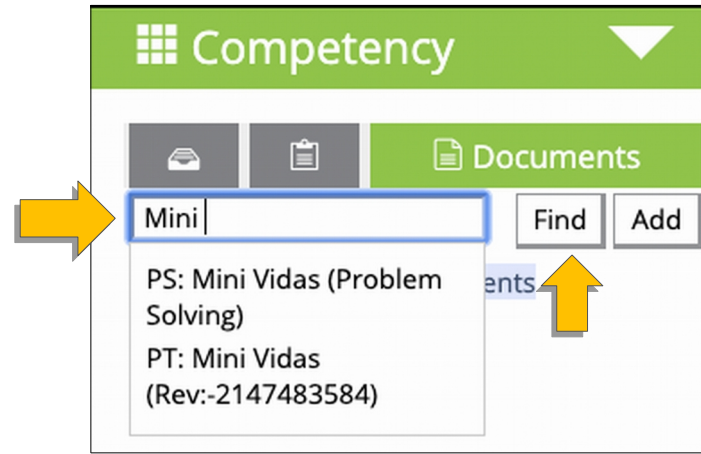 Competency
Documents
Mini
Find
Add
ents
PS: Mini Vidas (Problem
Solving)
PT: Mini Vidas
(Rev:-2147483584)